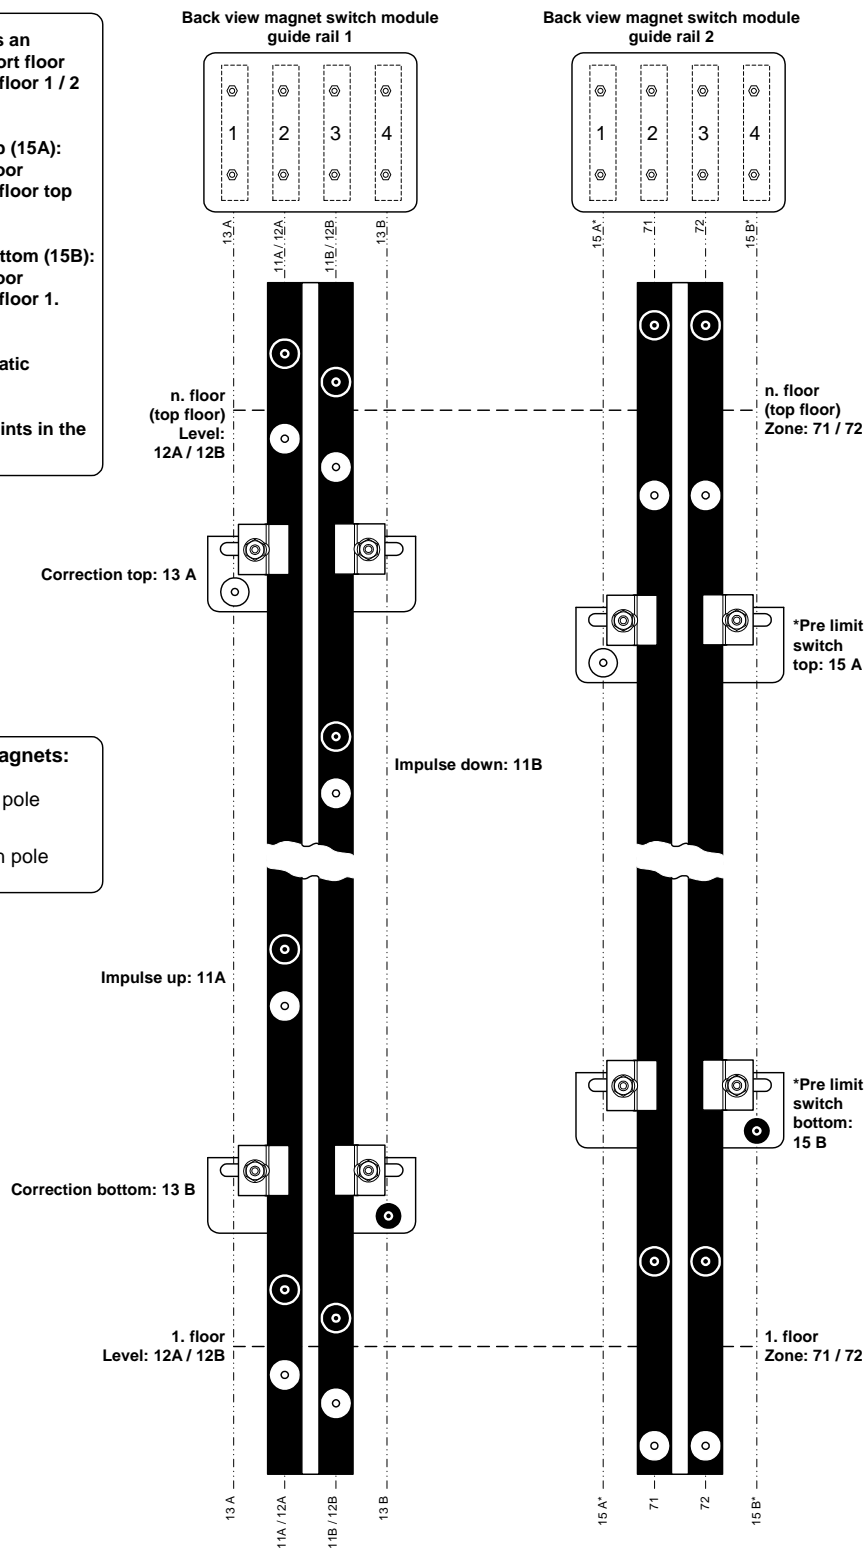 Back view magnet switch module
guide rail 1
Back view magnet switch module
guide rail 2
s an
ort floor
floor 1 / 2
(15A):
oor
floor top
ttom (15B):
oor
floor 1.
atic
ints in the
1 2 3 4
1 2 3 4
13 A
11A / 12A
11B / 12B
13 B
15 A*
71
72
15 B*
n. floor
(top floor)
Level:
12A / 12B
n. floor
(top floor)
Zone: 71 / 72
Correction top: 13 A
*Pre limit
switch
top: 15 A
agnets:
pole
pole
Impulse down: 11B
Impulse up: 11A
*Pre limit
switch
bottom:
15 B
Correction bottom: 13 B
1. floor
Level: 12A / 12B
1. floor
Zone: 71 / 72
13 A
11A / 12A
11B / 12B
13 B
15 A*
71
72
15 B*